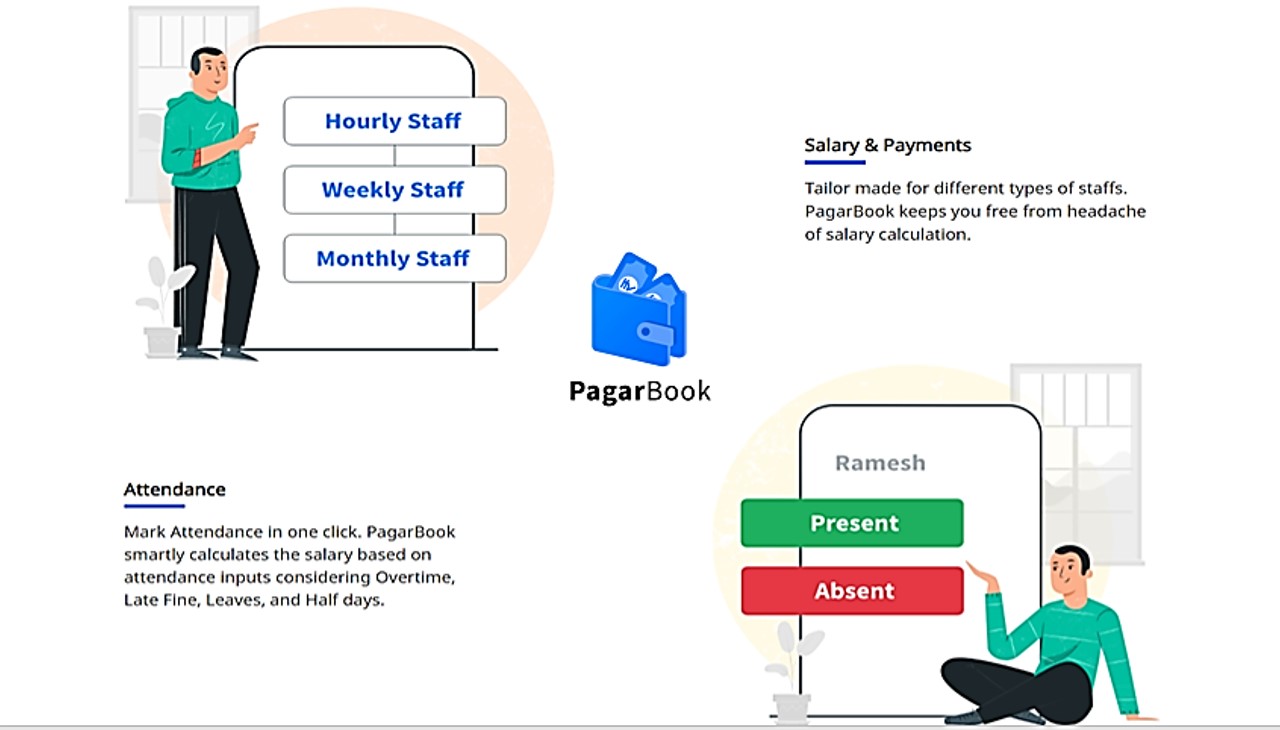 Hourly Staff
Weekly Staff
Monthly Staff
Salary & Payments
Tailor made for different types of staffs.
PagarBook keeps you free from headache
of salary calculation.
PagarBook
Attendance
Mark Attendance in one click. PagarBook
smartly calculates the salary based on
attendance inputs considering Overtime,
Late Fine, Leaves, and Half days.
Ramesh
Present
Absent